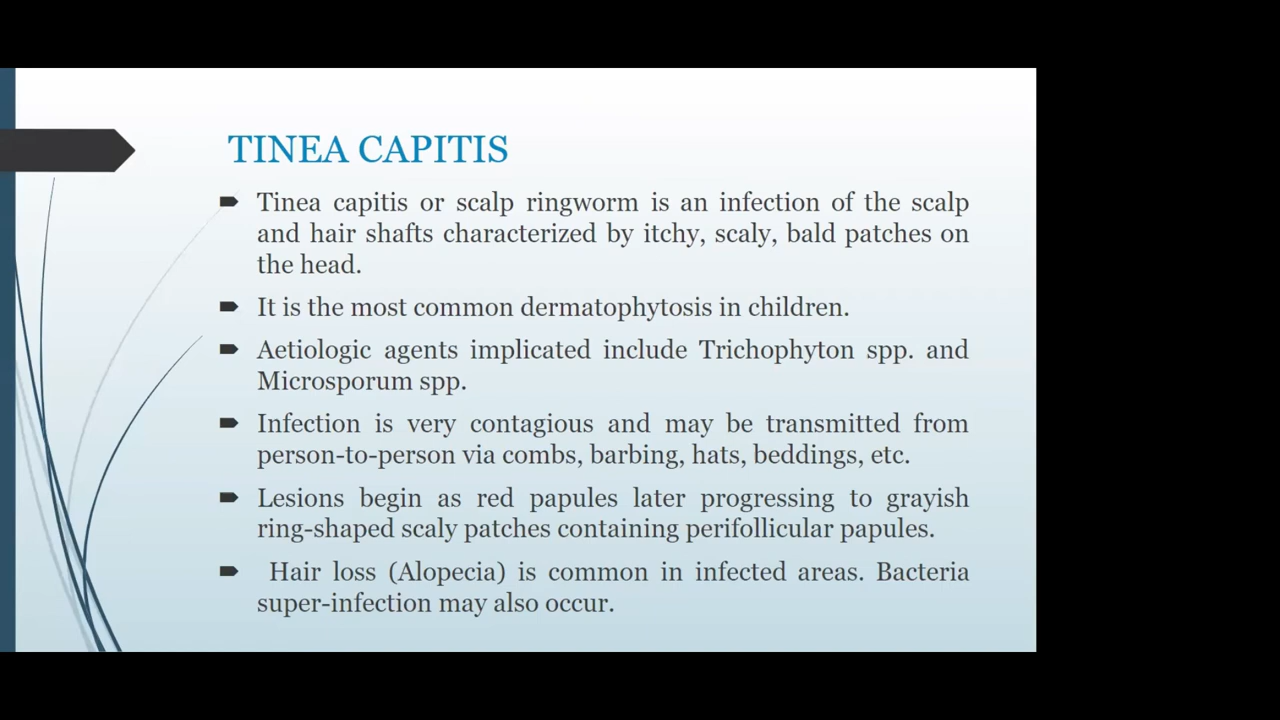 TINEA CAPITIS
Tinea capitis or scalp ringworm is an infection of the scalp
and hair shafts characterized by itchy, scaly, bald patches on
the head.
It is the most common dermatophytosis in children.
Aetiologic agents implicated include Trichophyton spp. and
Microsporum spp.
Infection is very contagious and may be transmitted from
person-to-person via combs, barbing, hats, beddings, etc.
Lesions begin as red papules later progressing to grayish
ring-shaped scaly patches containing perifollicular papules.
Hair loss (Alopecia) is common in infected areas. Bacteria
super-infection may also occur.